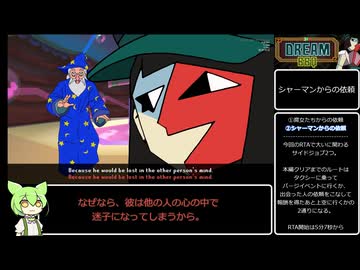 DREAM
BBQ
シャーマンからの依頼
Because he would be lost in the other person's mind.
Because he would be lost in the other person's mind.
なぜなら、彼は他の人の心の中で
迷子になってしまうから。
①魔女たちからの依頼
②シャーマンからの依頼
今回のRTAで大いに関わる
サイドジョブ2つ。
本編クリアまでのルートは
タクシーに乗って
パージイベントに行くか、
出会った人の依頼をこなして
報酬を得たあと上空に行くかの
2通りになる。
RTA開始は5分7秒から